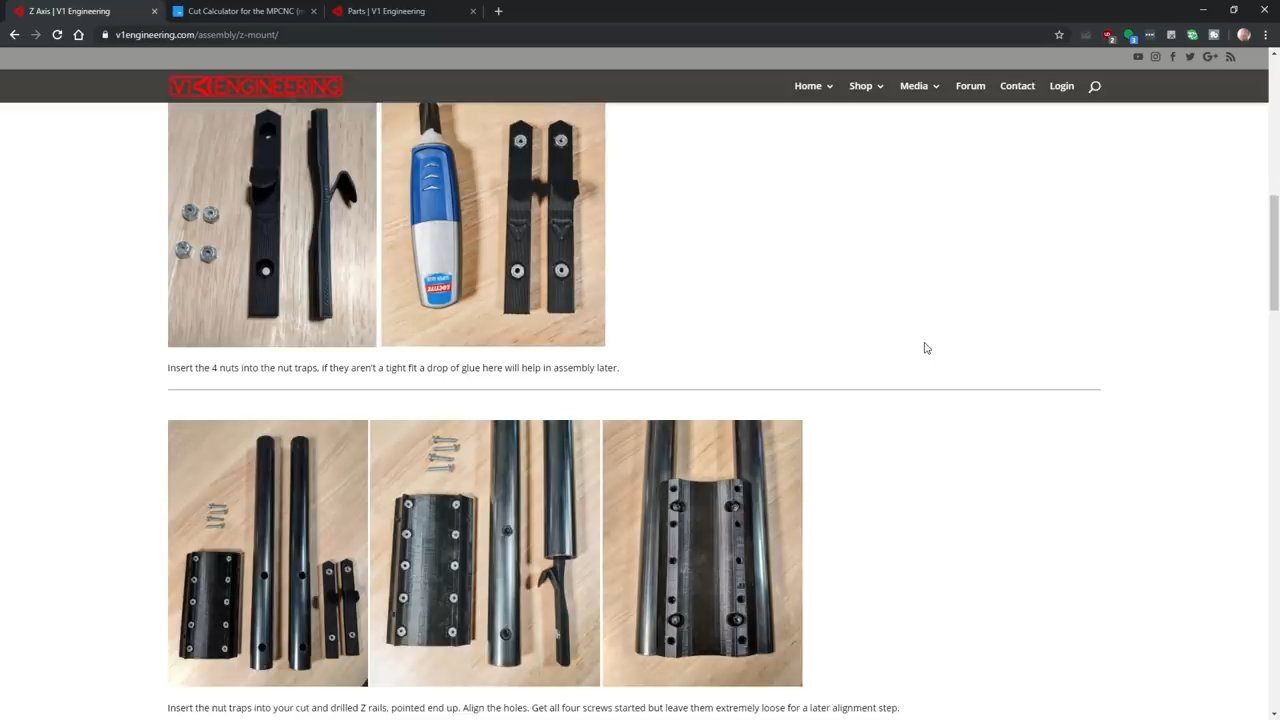 Z Axis | V1 Engineering
Cut Calculator for the MPCNC (m
Parts | V1 Engineering
v1engineering.com/assembly/z-mount/
V1 ENGINEERING
Home
Shop
Media
Forum
Contact
Login
LOCTITE
Insert the 4 nuts into the nut traps, if they aren't a tight fit a drop of glue here will help in assembly later.
Insert the nut traps into your cut and drilled Z rails, pointed end up. Align the holes. Get all four screws started but leave them extremely loose for a later alignment step.